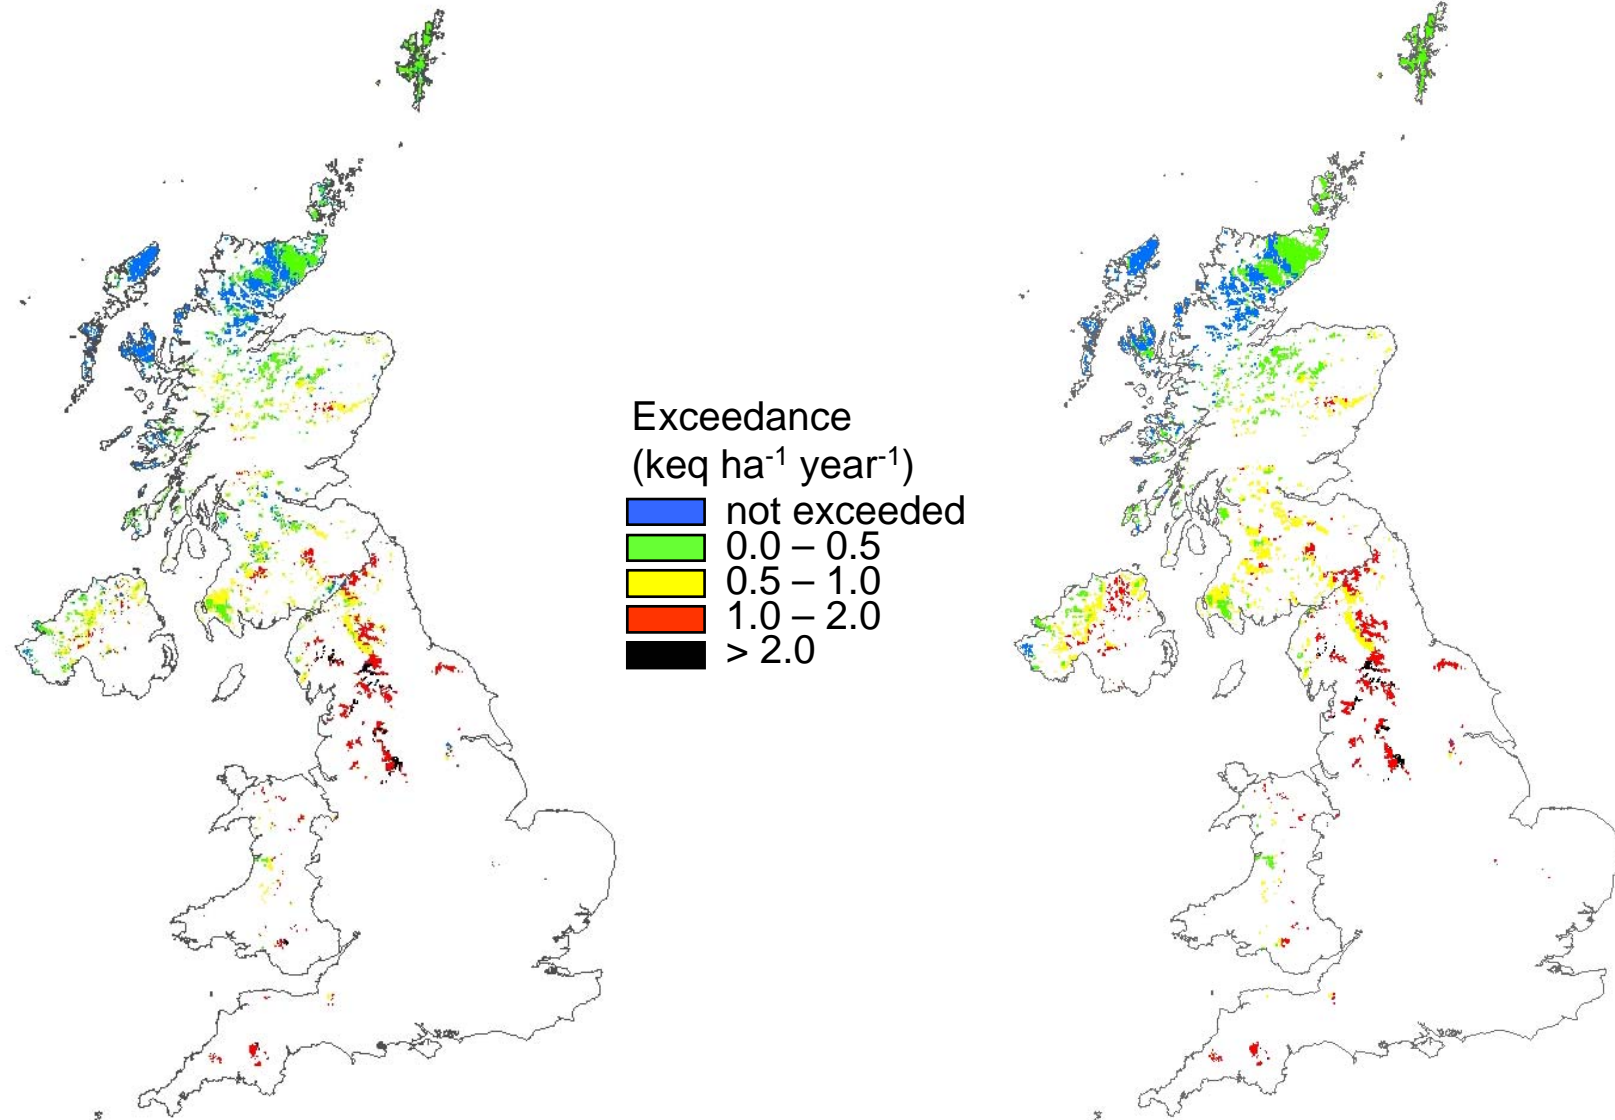 Exceedance
(keq ha⁻¹ year⁻¹)
not exceeded
0.0 – 0.5
0.5 – 1.0
1.0 – 2.0
> 2.0